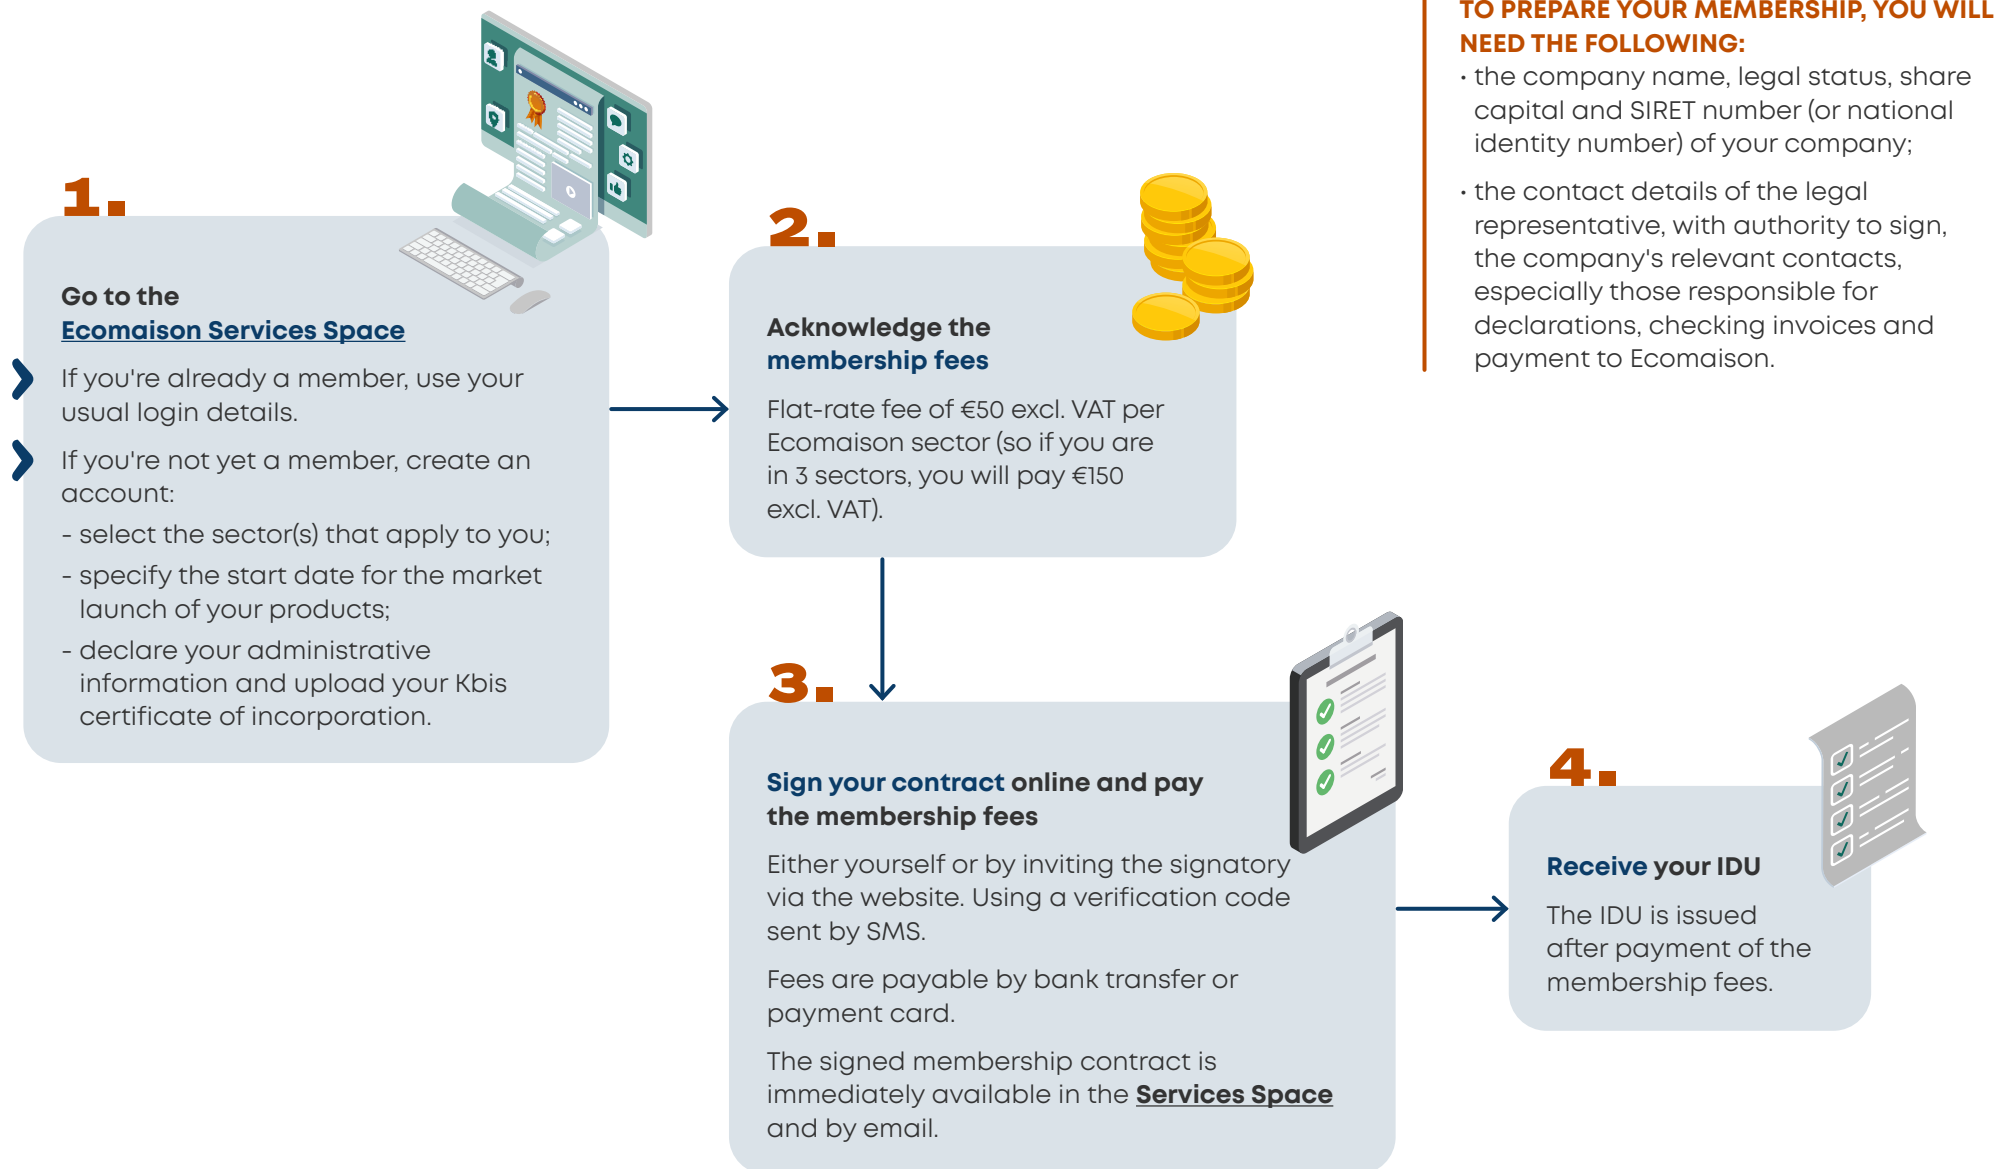 TO PREPARE YOUR MEMBERSHIP, YOU WILL
NEED THE FOLLOWING:
· the company name, legal status, share
capital and SIRET number (or national
identity number) of your company;
· the contact details of the legal
representative, with authority to sign,
the company's relevant contacts,
especially those responsible for
declarations, checking invoices and
payment to Ecomaison.
1.
Go to the
Ecomaison Services Space
If you're already a member, use your
usual login details.
If you're not yet a member, create an
account:
- select the sector(s) that apply to you;
- specify the start date for the market
launch of your products;
- declare your administrative
information and upload your Kbis
certificate of incorporation.
2.
Acknowledge the
membership fees
Flat-rate fee of €50 excl. VAT per
Ecomaison sector (so if you are
in 3 sectors, you will pay €150
excl. VAT).
3.
Sign your contract online and pay
the membership fees
Either yourself or by inviting the signatory
via the website. Using a verification code
sent by SMS.
Fees are payable by bank transfer or
payment card.
The signed membership contract is
immediately available in the Services Space
and by email.
4.
Receive your IDU
The IDU is issued
after payment of the
membership fees.